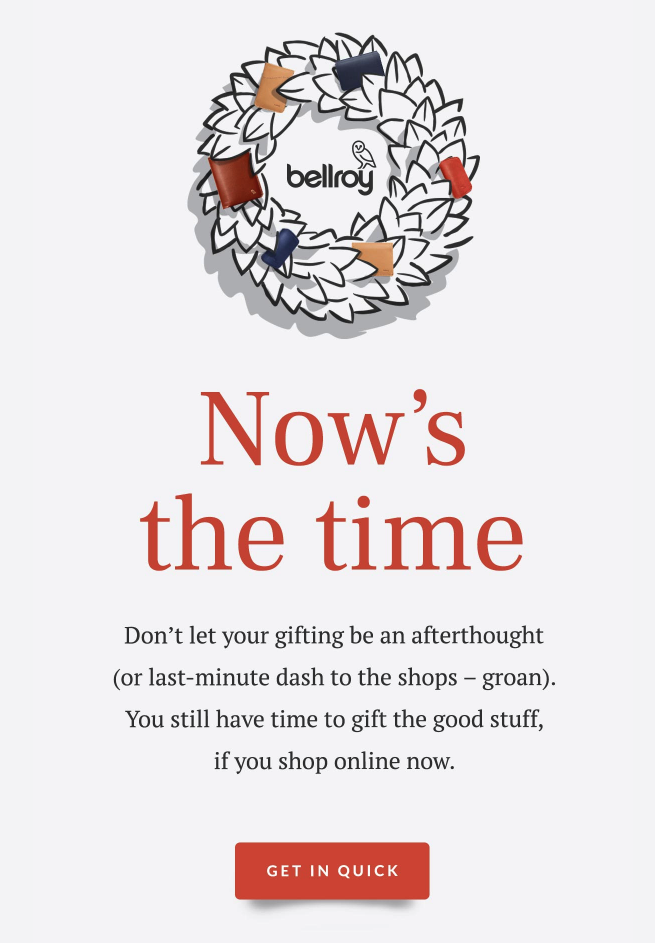 bellroy
Now’s
the time
Don’t let your gifting be an afterthought
(or last-minute dash to the shops – groan).
You still have time to gift the good stuff,
if you shop online now.
GET IN QUICK